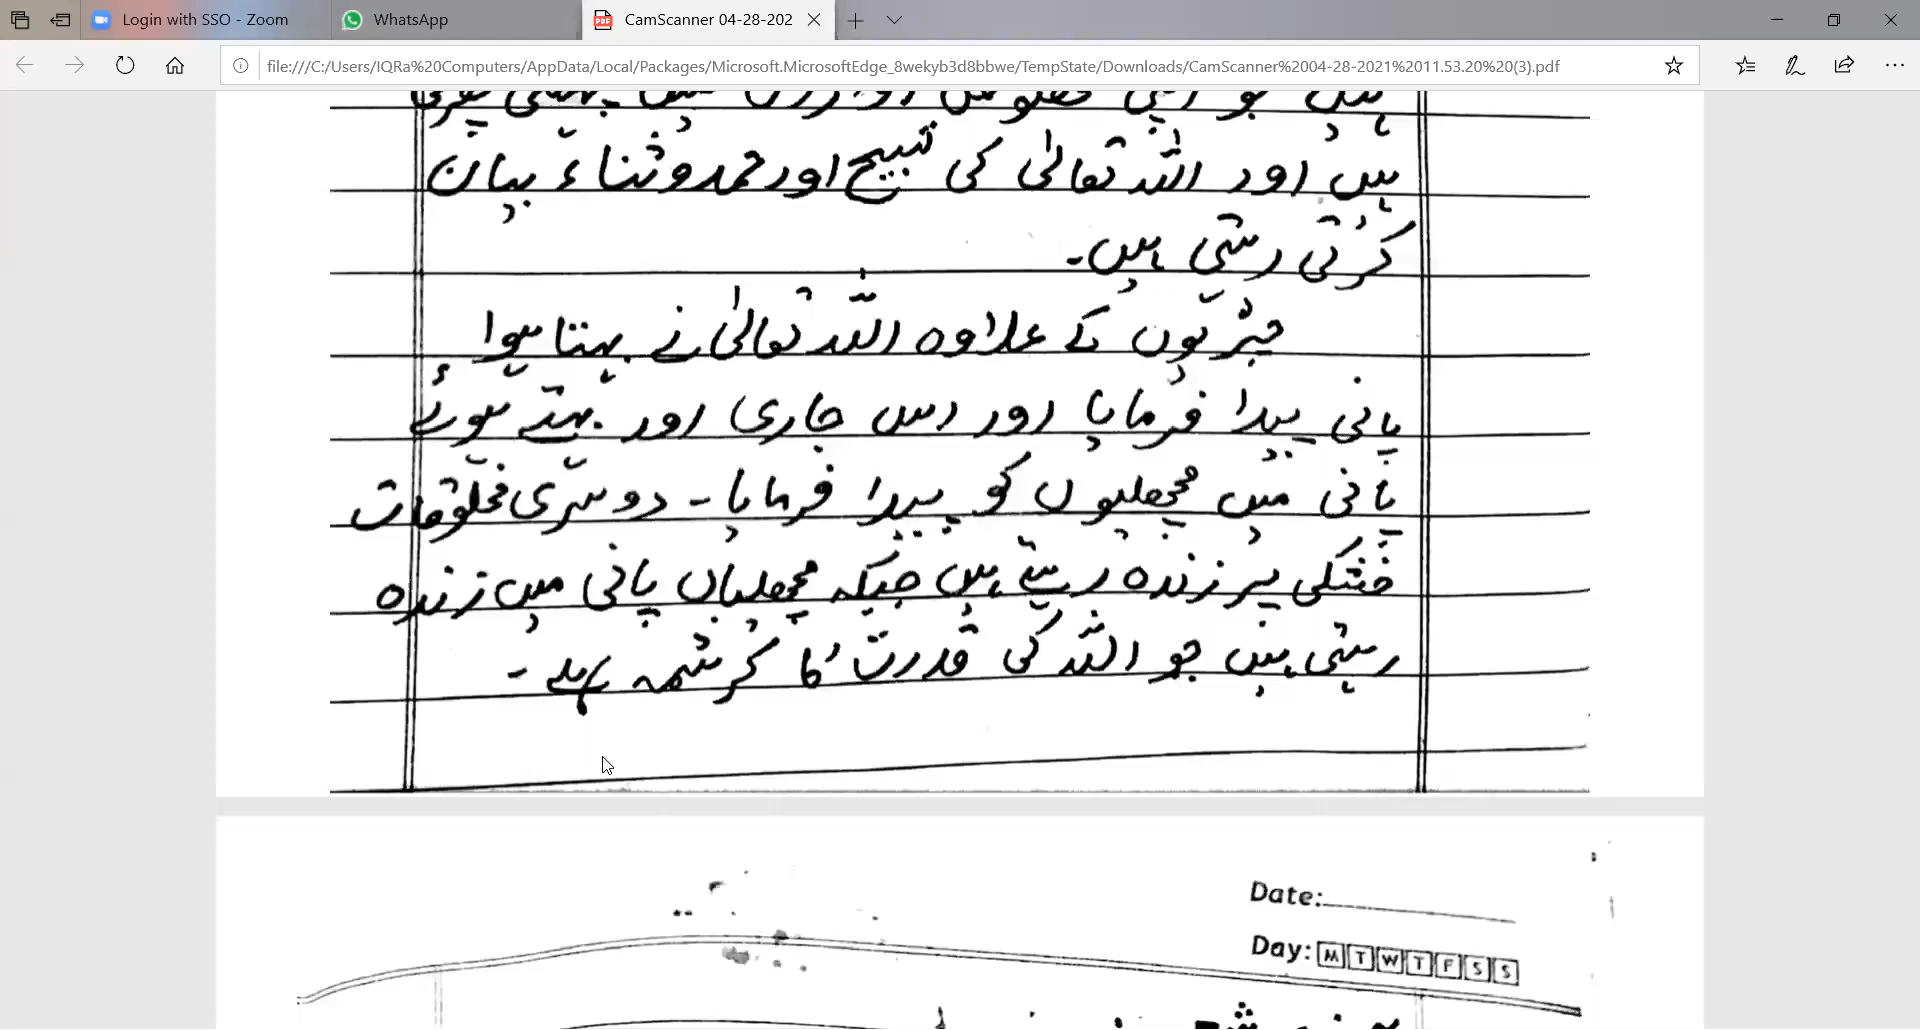 Login with SSO - Zoom
WhatsApp
CamScanner 04-28-202
file:///C:/Users/IQRa%20Computers/AppData/Local/Packages/Microsoft.MicrosoftEdge_8wekyb3d8bbwe/TempState/Downloads/CamScanner%2004-28-2021%2011.53.20%20(3).pdf
ہیں اور اللہ تعالیٰ کی تسبیح اور حمد و ثناء بیان
کرتی رہتی ہیں۔
چڑیوں کے علاوہ اللہ تعالیٰ نے بہتا ہوا
پانی پیدا فرمایا اور اس جاری اور بہتے ہوئے
پانی میں مچھلیوں کو پیدا فرمایا۔ دوسری مخلوقات
خشکی پر زندہ رہتے ہیں جبکہ مچھلیاں پانی میں زندہ
رہتی ہیں جو اللہ کی قدرت کا کرشمہ ہے۔
Date:
Day: M T W T F S S